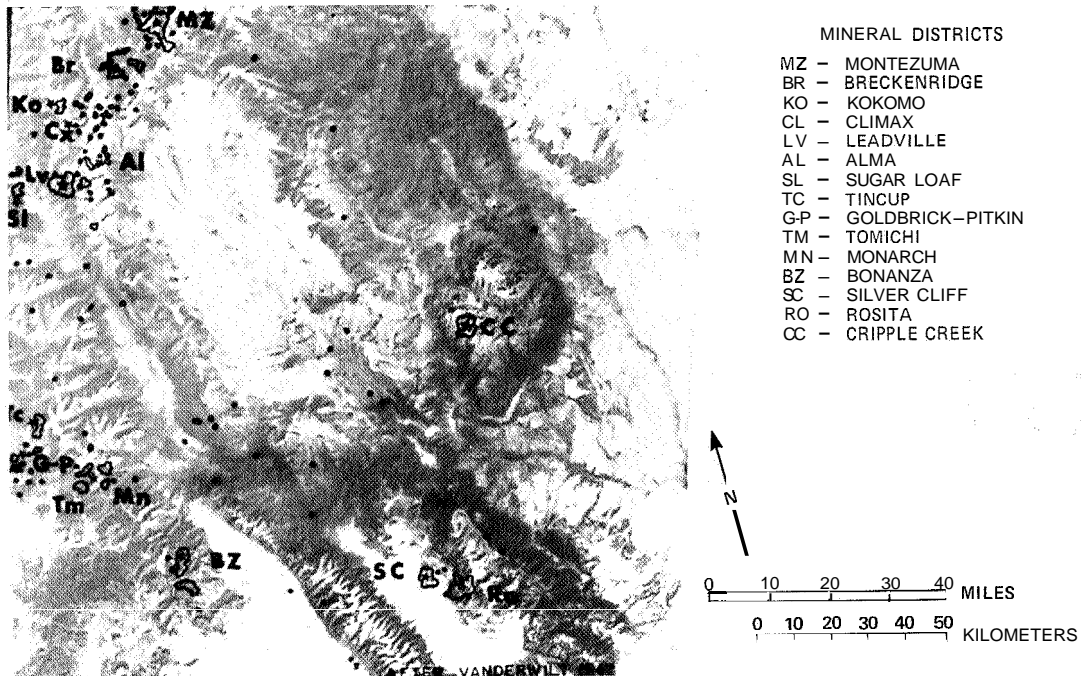 MZ
Br
Ko
Cx
Al
Lv
Sl
CC
G-P
Tm
Mn
BZ
SC
VANDERWILT
MINERAL DISTRICTS
MZ – MONTEZUMA
BR – BRECKENRIDGE
KO – KOKOMO
CL – CLIMAX
LV – LEADVILLE
AL – ALMA
SL – SUGAR LOAF
TC – TINCUP
G-P – GOLDBRICK–PITKIN
TM – TOMICHI
MN – MONARCH
BZ – BONANZA
SC – SILVER CLIFF
RO – ROSITA
CC – CRIPPLE CREEK
N
0 10 20 30 40 MILES
0 10 20 30 40 50 KILOMETERS